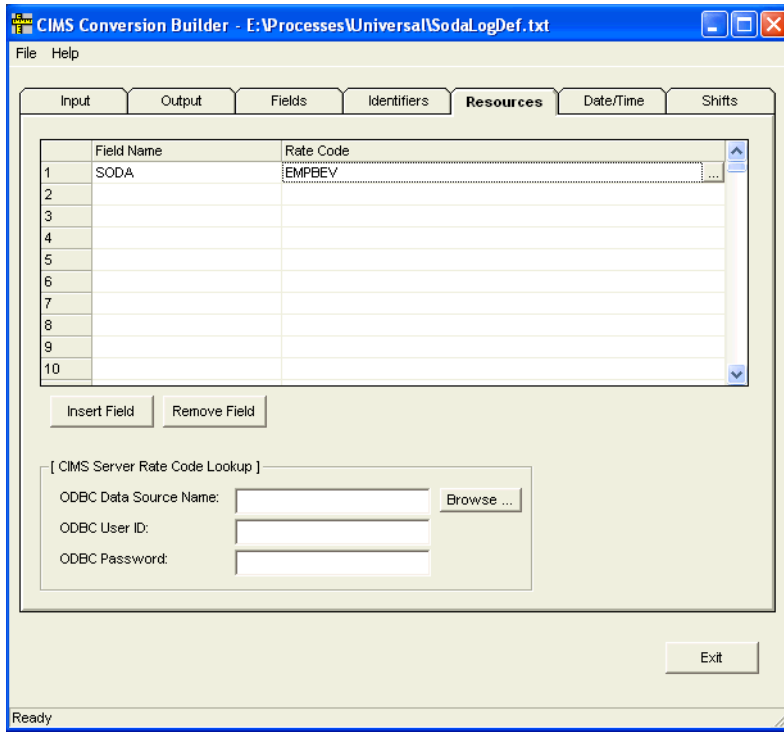 CIMS Conversion Builder - E:\Processes\Universal\SodaLogDef.txt
File Help
Input Output Fields Identifiers Resources Date/Time Shifts
Field Name Rate Code
1 SODA EMPBEV ...
2
3
4
5
6
7
8
9
10
Insert Field Remove Field
[ CIMS Server Rate Code Lookup ]
ODBC Data Source Name: Browse ...
ODBC User ID:
ODBC Password:
Exit
Ready